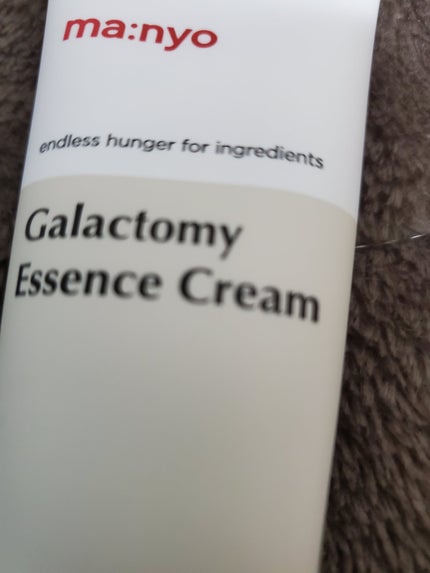 ma:nyo
endless hunger for ingredients
Galactomy
Essence Cream